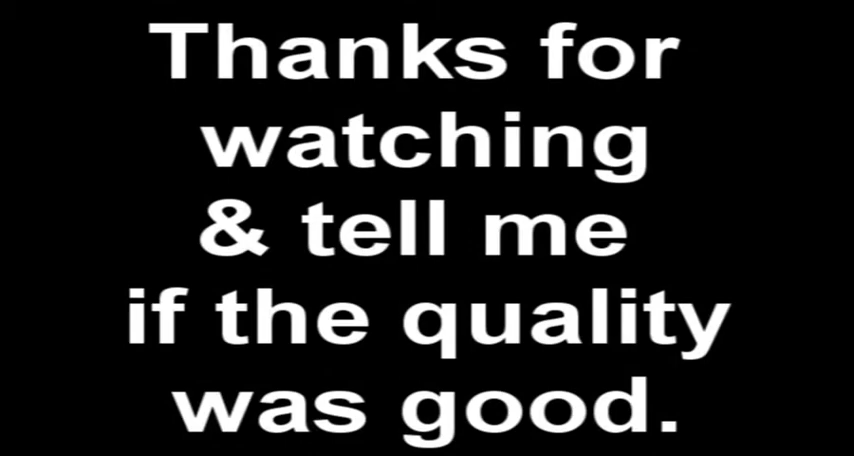 Thanks for
watching
& tell me
if the quality
was good.